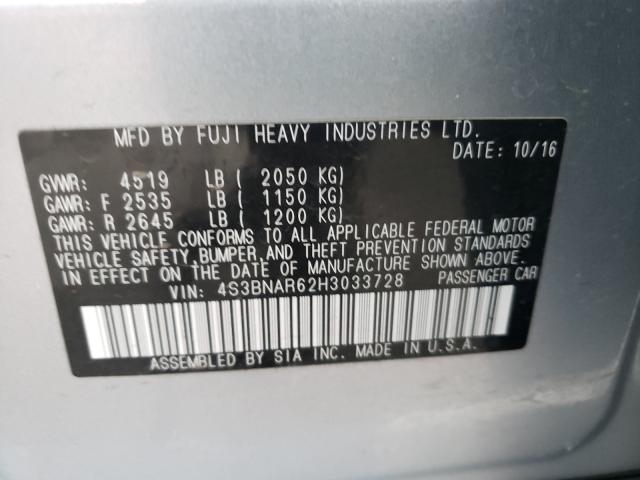 MFD BY FUJI HEAVY INDUSTRIES LTD.
DATE: 10/16
GVWR: 4519 LB ( 2050 KG)
GAWR: F 2535 LB ( 1150 KG)
GAWR: R 2645 LB ( 1200 KG)
THIS VEHICLE CONFORMS TO ALL APPLICABLE FEDERAL MOTOR
VEHICLE SAFETY, BUMPER, AND THEFT PREVENTION STANDARDS
IN EFFECT ON THE DATE OF MANUFACTURE SHOWN ABOVE.
VIN: 4S3BNAR62H3033728 PASSENGER CAR
ASSEMBLED BY SIA INC. MADE IN U.S.A.